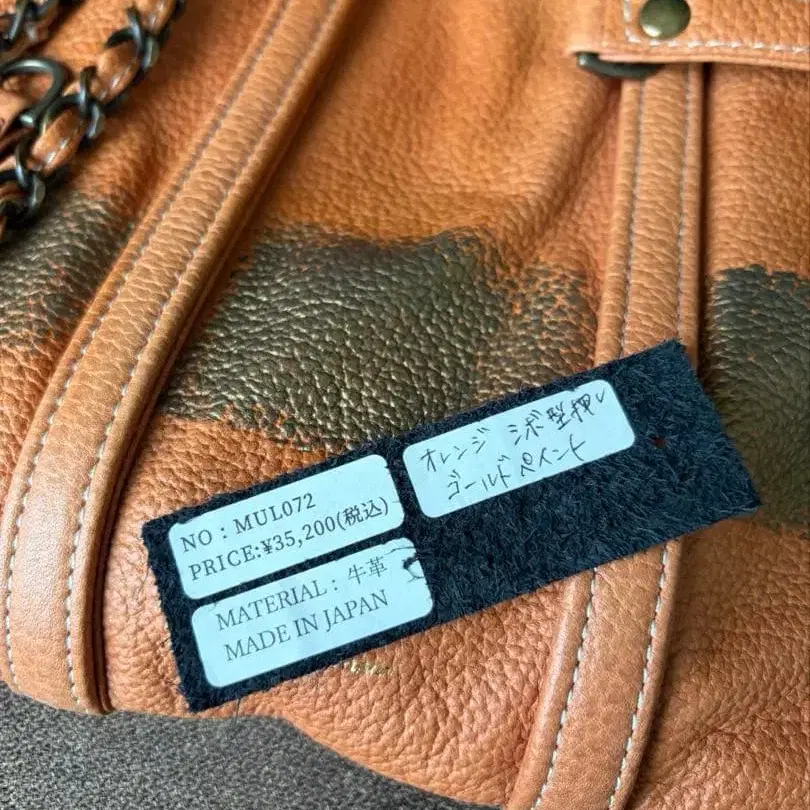 NO : MUL072
PRICE:¥35,200(税込)
MATERIAL : 牛革
MADE IN JAPAN
オレンジ シボ型押し
ゴールドペイント